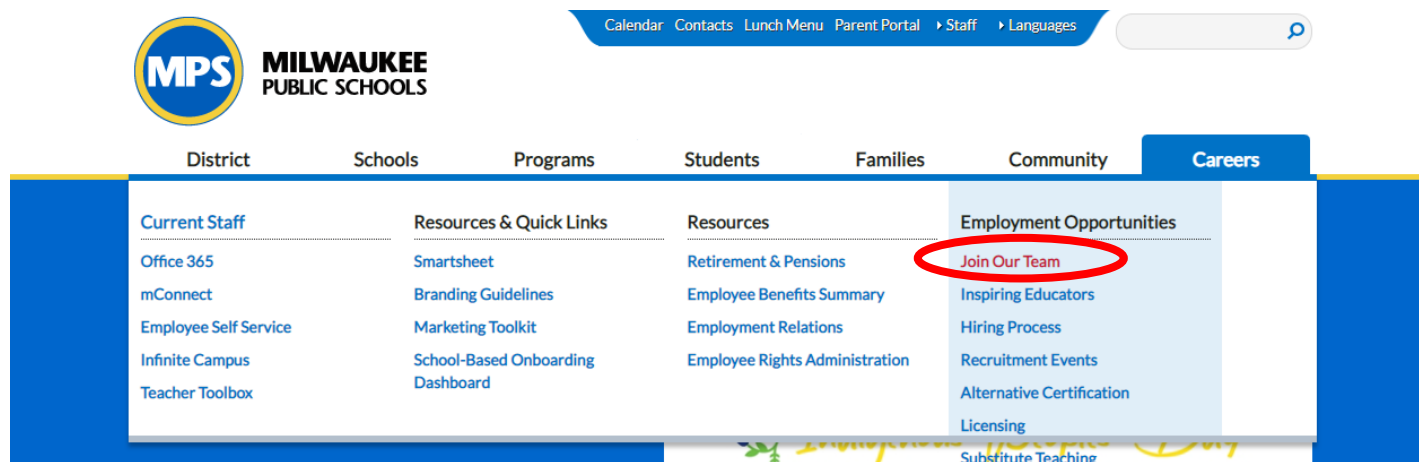 Calendar Contacts Lunch Menu Parent Portal Staff Languages
MPS
MILWAUKEE
PUBLIC SCHOOLS
District Schools Programs Students Families Community Careers
Current Staff
Office 365
mConnect
Employee Self Service
Infinite Campus
Teacher Toolbox
Resources & Quick Links
Smartsheet
Branding Guidelines
Marketing Toolkit
School-Based Onboarding
Dashboard
Resources
Retirement & Pensions
Employee Benefits Summary
Employment Relations
Employee Rights Administration
Employment Opportunities
Join Our Team
Inspiring Educators
Hiring Process
Recruitment Events
Alternative Certification
Licensing
Substitute Teaching